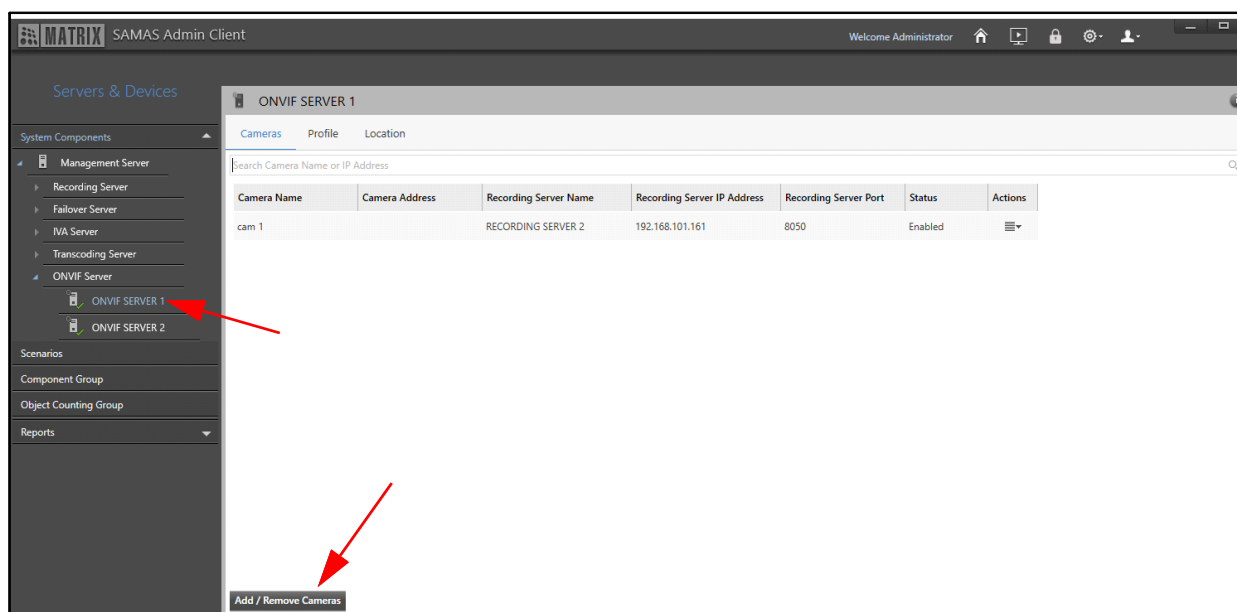 MATRIX SAMAS Admin Client
Welcome Administrator
Servers & Devices
System Components
Management Server
Recording Server
Failover Server
IVA Server
Transcoding Server
ONVIF Server
ONVIF SERVER 1
ONVIF SERVER 2
Scenarios
Component Group
Object Counting Group
Reports
ONVIF SERVER 1
Cameras Profile Location
Search Camera Name or IP Address
Camera Name Camera Address Recording Server Name Recording Server IP Address Recording Server Port Status Actions
cam 1 RECORDING SERVER 2 192.168.101.161 8050 Enabled
Add / Remove Cameras